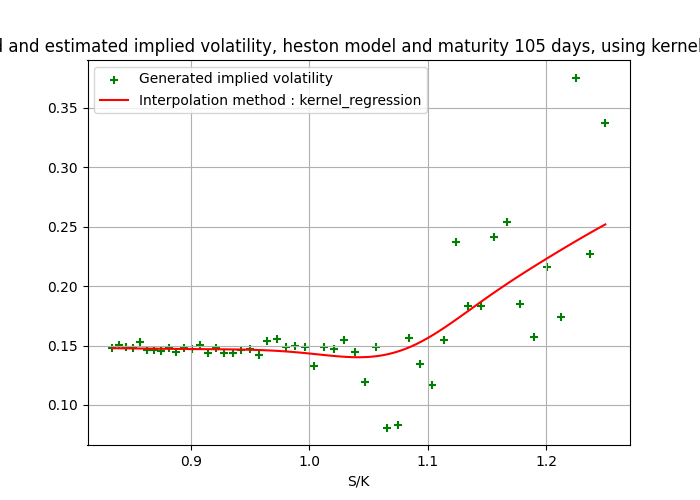 l and estimated implied volatility, heston model and maturity 105 days, using kernel
Generated implied volatility
Interpolation method : kernel_regression
0.35
0.30
0.25
0.20
0.15
0.10
0.9
1.0
1.1
1.2
S/K